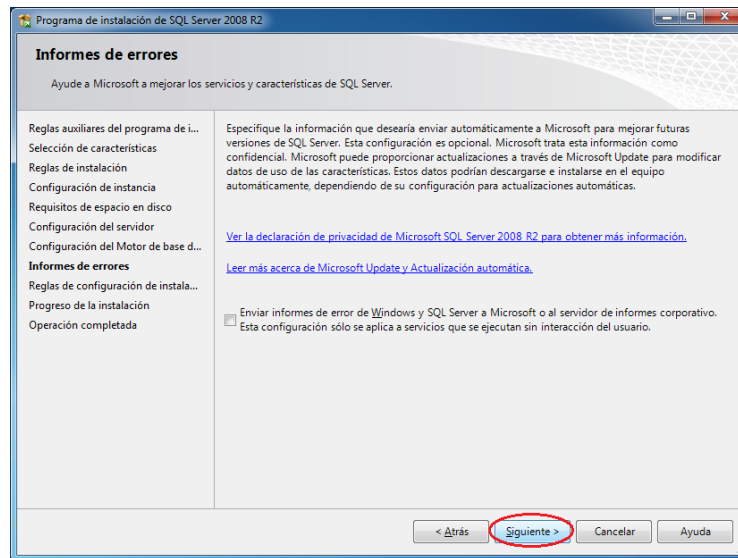 Programa de instalación de SQL Server 2008 R2
Informes de errores
Ayude a Microsoft a mejorar los servicios y características de SQL Server.
Reglas auxiliares del programa de i...
Selección de características
Reglas de instalación
Configuración de instancia
Requisitos de espacio en disco
Configuración del servidor
Configuración del Motor de base d...
Informes de errores
Reglas de configuración de instala...
Progreso de la instalación
Operación completada
Especifique la información que desearía enviar automáticamente a Microsoft para mejorar futuras
versiones de SQL Server. Esta configuración es opcional. Microsoft trata esta información como
confidencial. Microsoft puede proporcionar actualizaciones a través de Microsoft Update para modificar
datos de uso de las características. Estos datos podrían descargarse e instalarse en el equipo
automáticamente, dependiendo de su configuración para actualizaciones automáticas.
Ver la declaración de privacidad de Microsoft SQL Server 2008 R2 para obtener más información.
Leer más acerca de Microsoft Update y Actualización automática.
Enviar informes de error de Windows y SQL Server a Microsoft o al servidor de informes corporativo.
Esta configuración sólo se aplica a servicios que se ejecutan sin interacción del usuario.
< Atrás
Siguiente >
Cancelar
Ayuda